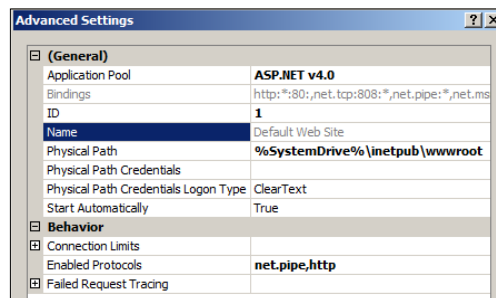 Advanced Settings
(General)
Application Pool ASP.NET v4.0
Bindings http:*:80:,net.tcp:808:*,net.pipe:*,net.ms
ID 1
Name Default Web Site
Physical Path %SystemDrive%\inetpub\wwwroot
Physical Path Credentials
Physical Path Credentials Logon Type ClearText
Start Automatically True
Behavior
Connection Limits
Enabled Protocols net.pipe,http
Failed Request Tracing